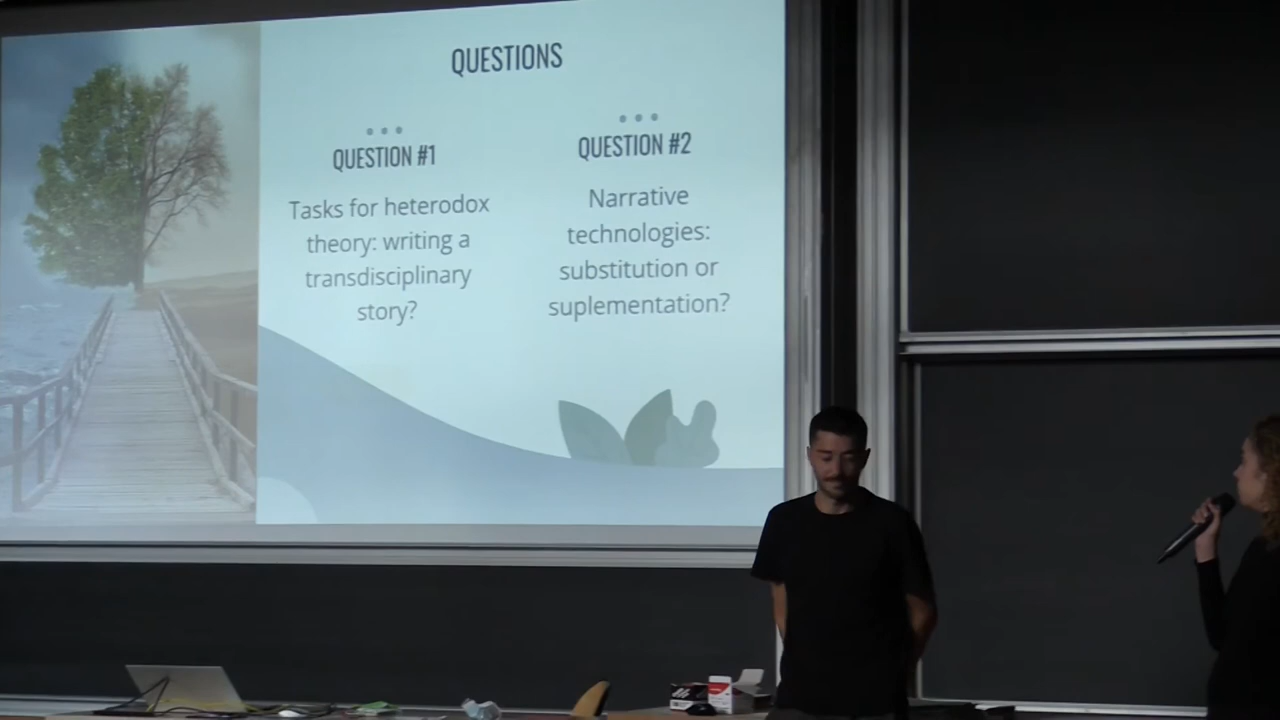 QUESTIONS
QUESTION #1
Tasks for heterodox
theory: writing a
transdisciplinary
story?
QUESTION #2
Narrative
technologies:
substitution or
suplementation?